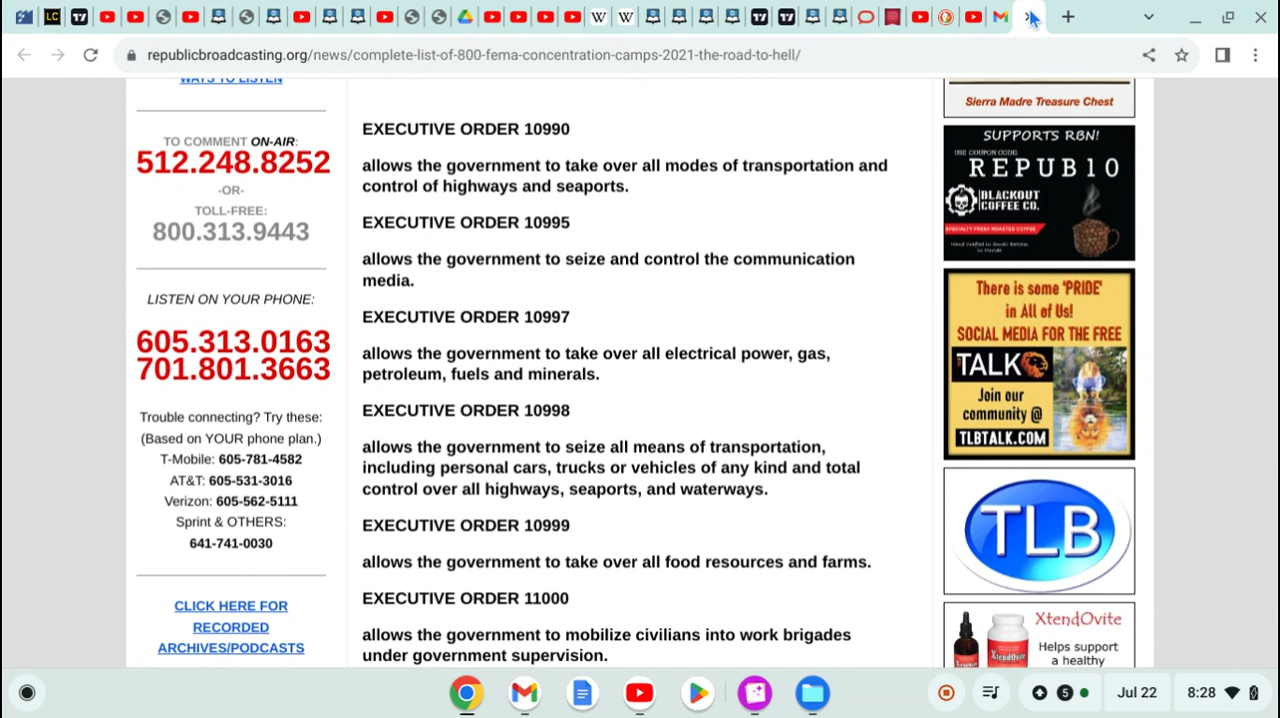 republicbroadcasting.org/news/complete-list-of-800-fema-concentration-camps-2021-the-road-to-hell/
WAYS TO LISTEN
TO COMMENT ON-AIR:
512.248.8252
-OR-
TOLL-FREE:
800.313.9443
LISTEN ON YOUR PHONE:
605.313.0163
701.801.3663
Trouble connecting? Try these:
(Based on YOUR phone plan.)
T-Mobile: 605-781-4582
AT&T: 605-531-3016
Verizon: 605-562-5111
Sprint & OTHERS:
641-741-0030
CLICK HERE FOR
RECORDED
ARCHIVES/PODCASTS
EXECUTIVE ORDER 10990
allows the government to take over all modes of transportation and
control of highways and seaports.
EXECUTIVE ORDER 10995
allows the government to seize and control the communication
media.
EXECUTIVE ORDER 10997
allows the government to take over all electrical power, gas,
petroleum, fuels and minerals.
EXECUTIVE ORDER 10998
allows the government to seize all means of transportation,
including personal cars, trucks or vehicles of any kind and total
control over all highways, seaports, and waterways.
EXECUTIVE ORDER 10999
allows the government to take over all food resources and farms.
EXECUTIVE ORDER 11000
allows the government to mobilize civilians into work brigades
under government supervision.
Sierra Madre Treasure Chest
SUPPORTS RBN!
USE COUPON CODE:
REPUB10
BLACKOUT
COFFEE CO.
SPECIALTY FRESH ROASTED COFFEE
There is some 'PRIDE'
in All of Us!
SOCIAL MEDIA FOR THE FREE
TALK
Join our
community @
TLBTALK.COM
TLB
XtendOvite
Helps support
a healthy
5
Jul 22
8:28